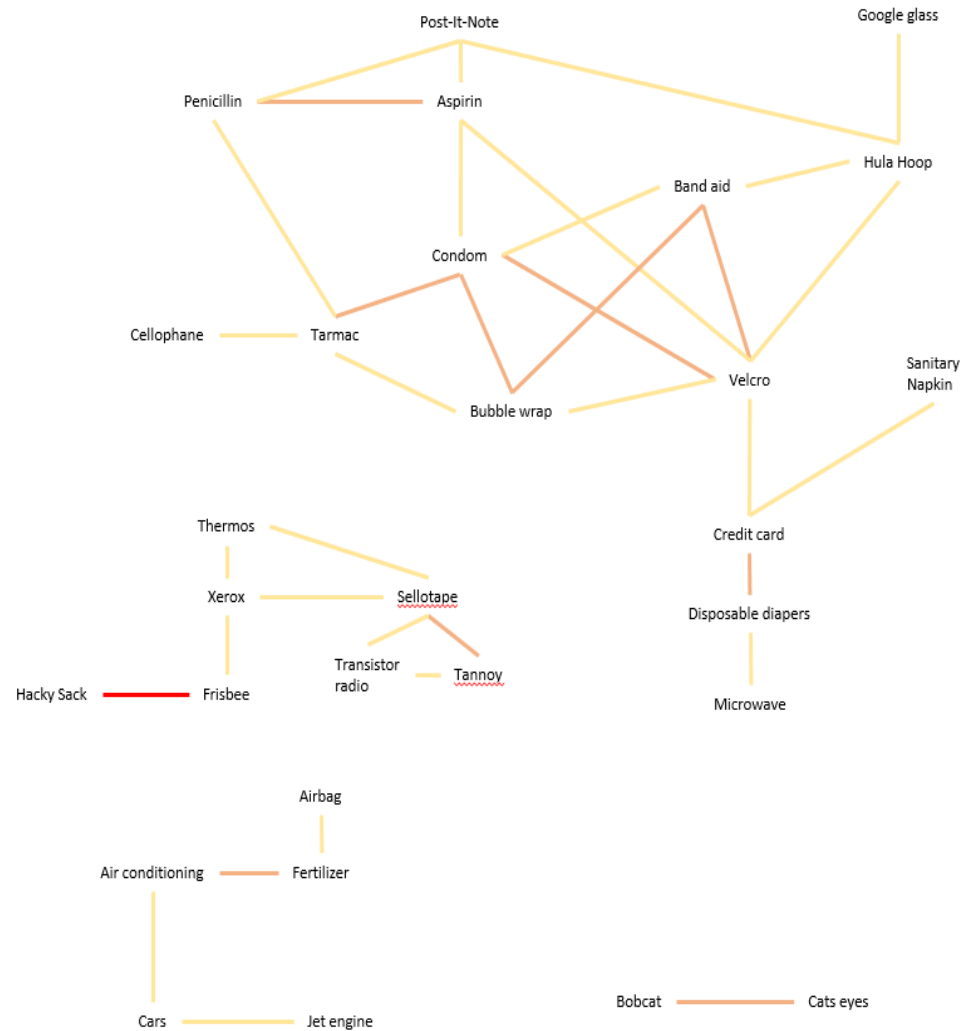 Post-It-Note
Google glass
Penicillin
Aspirin
Hula Hoop
Band aid
Condom
Cellophane
Tarmac
Velcro
Sanitary
Napkin
Bubble wrap
Thermos
Credit card
Xerox
Sellotape
Disposable diapers
Transistor
radio
Tannoy
Hacky Sack
Frisbee
Microwave
Airbag
Air conditioning
Fertilizer
Bobcat
Cats eyes
Cars
Jet engine